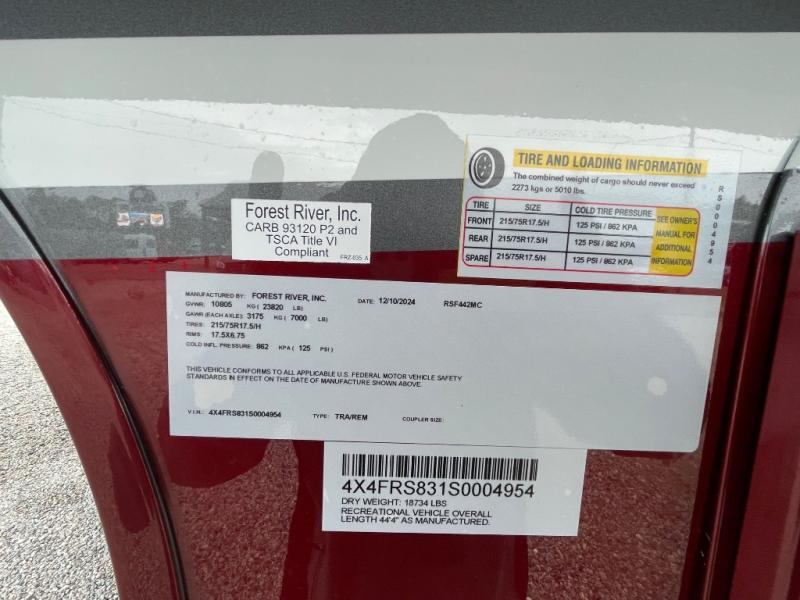 TIRE AND LOADING INFORMATION
The combined weight of cargo should never exceed
2273 kgs or 5010 lbs.
TIRE SIZE COLD TIRE PRESSURE
FRONT 215/75R17.5/H 125 PSI / 862 KPA
REAR 215/75R17.5/H 125 PSI / 862 KPA
SPARE 215/75R17.5/H 125 PSI / 862 KPA
SEE OWNER'S
MANUAL FOR
ADDITIONAL
INFORMATION
RS0004954
Forest River, Inc.
CARB 93120 P2 and
TSCA Title VI
Compliant
FRZ-035 A
MANUFACTURED BY: FOREST RIVER, INC. DATE: 12/10/2024 RSF442MC
GVWR: 10805 KG ( 23820 LB)
GAWR (EACH AXLE): 3175 KG ( 7000 LB)
TIRES: 215/75R17.5/H
RIMS: 17.5X6.75
COLD INFL. PRESSURE: 862 KPA ( 125 PSI)
THIS VEHICLE CONFORMS TO ALL APPLICABLE U.S. FEDERAL MOTOR VEHICLE SAFETY
STANDARDS IN EFFECT ON THE DATE OF MANUFACTURE SHOWN ABOVE.
V.I.N.: 4X4FRS831S0004954 TYPE: TRA/REM COUPLER SIZE:
4X4FRS831S0004954
DRY WEIGHT: 18734 LBS
RECREATIONAL VEHICLE OVERALL
LENGTH 44'4" AS MANUFACTURED.